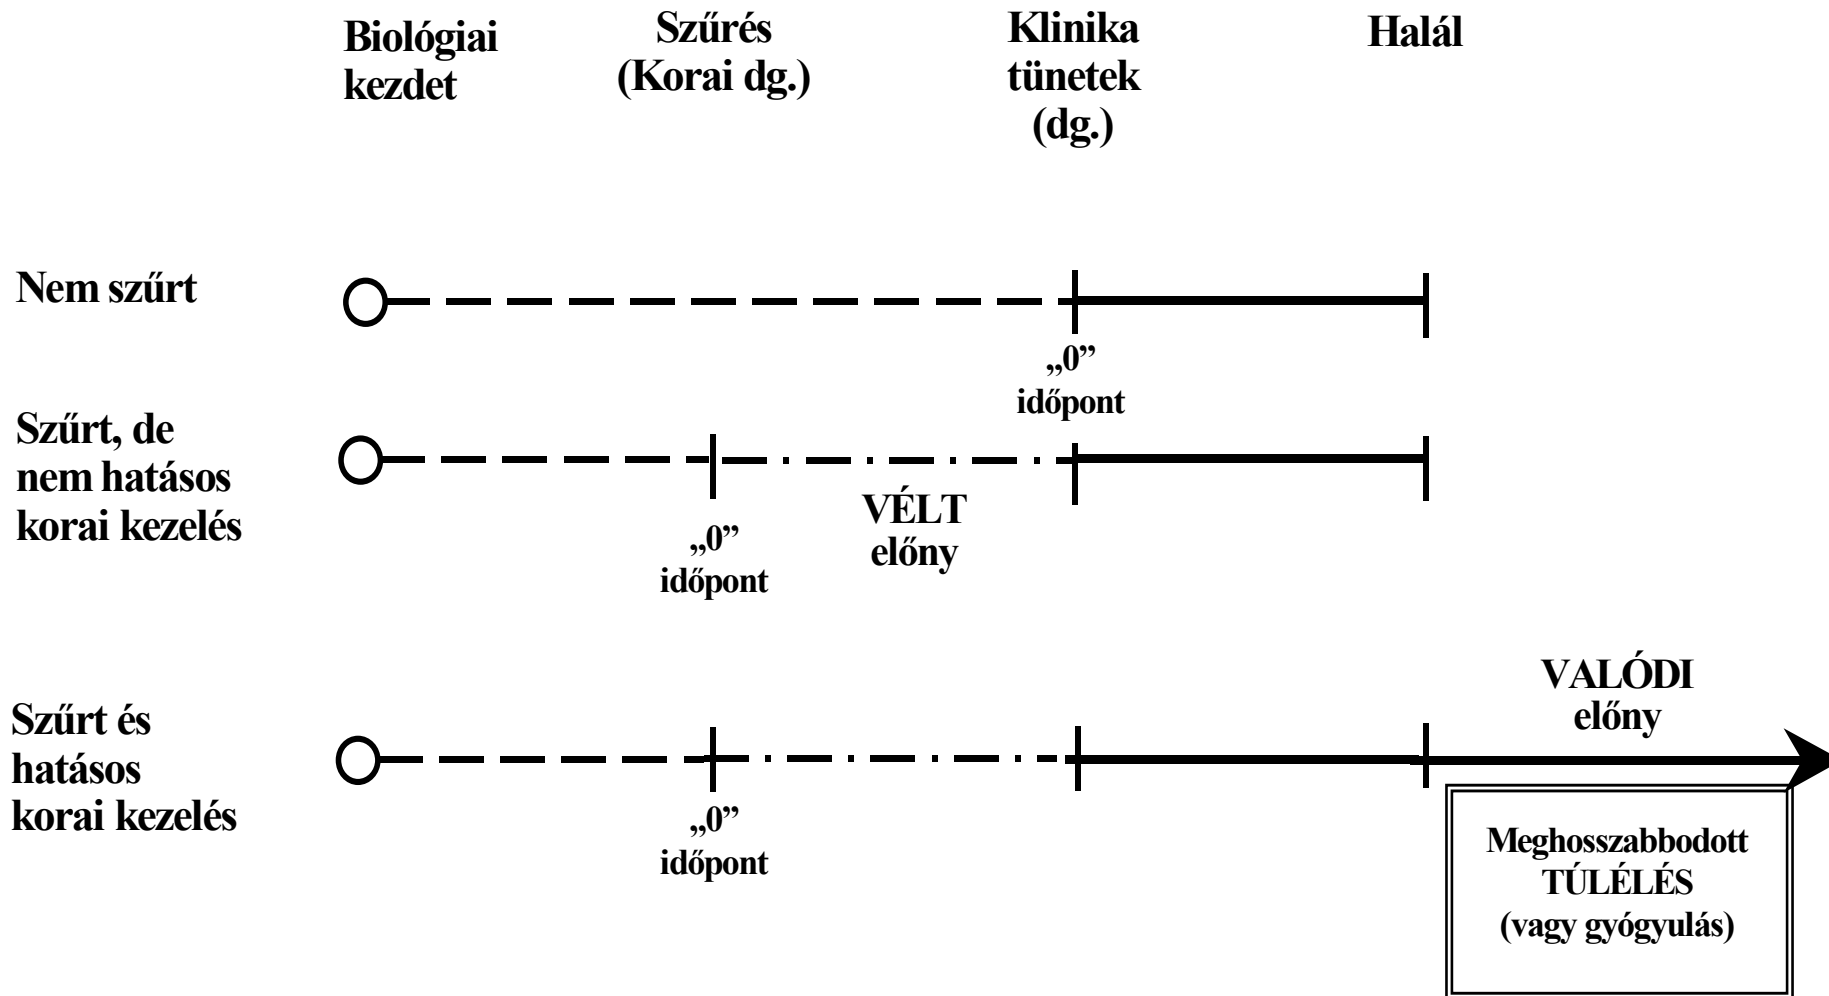 Biológiai
kezdet
Szűrés
(Korai dg.)
Klinika
tünetek
(dg.)
Halál
Nem szűrt
„0”
időpont
Szűrt, de
nem hatásos
korai kezelés
„0”
időpont
VÉLT
előny
Szűrt és
hatásos
korai kezelés
„0”
időpont
VALÓDI
előny
Meghosszabbodott
TÚLÉLÉS
(vagy gyógyulás)